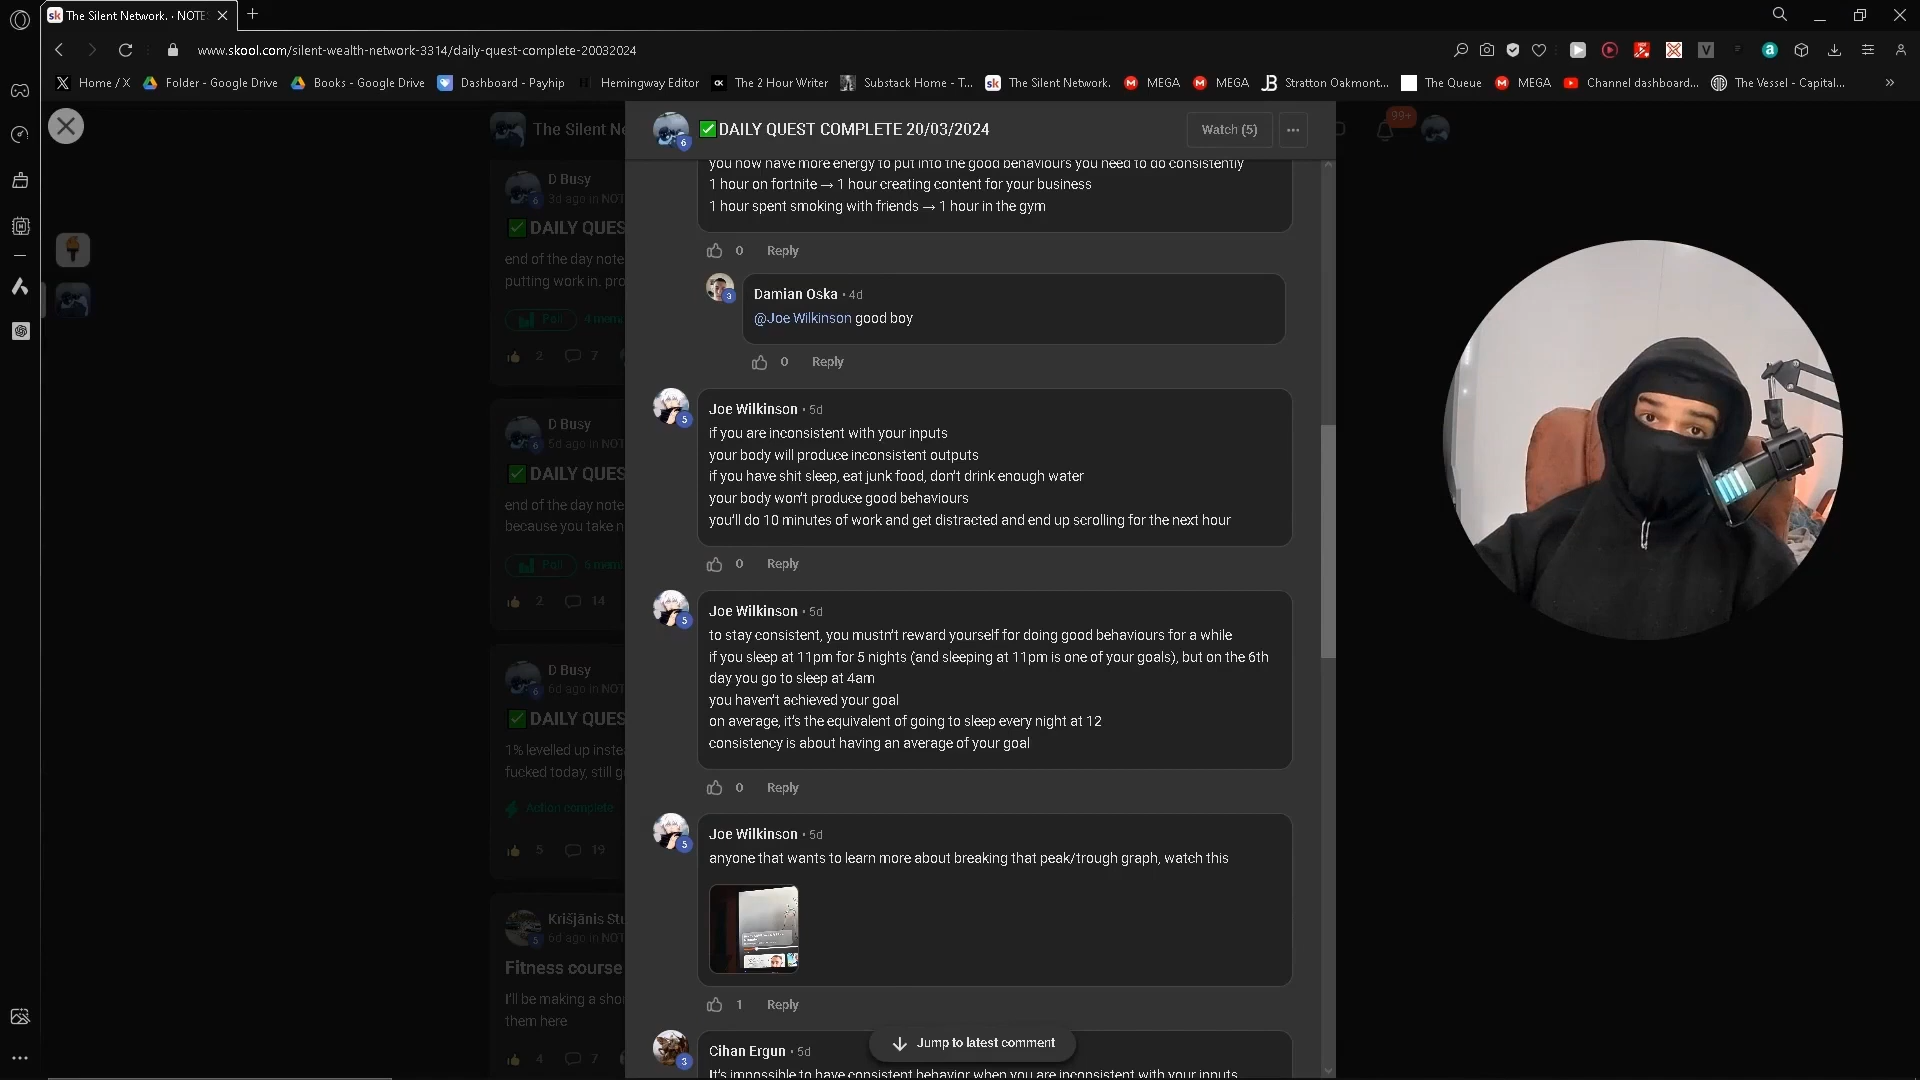 The Silent Network. · NOTE
www.skool.com/silent-wealth-network-3314/daily-quest-complete-20032024
Home / X
Folder - Google Drive
Books - Google Drive
Dashboard - Payhip
Hemingway Editor
The 2 Hour Writer
Substack Home - T...
The Silent Network.
MEGA
MEGA
Stratton Oakmont...
The Queue
MEGA
Channel dashboard...
The Vessel - Capital...
The Silent Ne
99+
D Busy
3d ago in NOT
DAILY QUES
end of the day note
putting work in, pro
Poll
2 7
D Busy
5d ago in NOT
DAILY QUES
end of the day note
because you take n
Poll
2 14
D Busy
6d ago in NOT
DAILY QUES
1% levelled up inste
fucked today, still g
Action complete
5 19
Krišjānis Stu
6d ago in NOT
Fitness course
I'll be making a sho
them here
4 7
6
DAILY QUEST COMPLETE 20/03/2024
Watch (5)
you now have more energy to put into the good behaviours you need to do consistently
1 hour on fortnite → 1 hour creating content for your business
1 hour spent smoking with friends → 1 hour in the gym
0 Reply
3
Damian Oska · 4d
@Joe Wilkinson good boy
0 Reply
5
Joe Wilkinson · 5d
if you are inconsistent with your inputs
your body will produce inconsistent outputs
if you have shit sleep, eat junk food, don't drink enough water
your body won't produce good behaviours
you'll do 10 minutes of work and get distracted and end up scrolling for the next hour
0 Reply
5
Joe Wilkinson · 5d
to stay consistent, you mustn't reward yourself for doing good behaviours for a while
if you sleep at 11pm for 5 nights (and sleeping at 11pm is one of your goals), but on the 6th
day you go to sleep at 4am
you haven't achieved your goal
on average, it's the equivalent of going to sleep every night at 12
consistency is about having an average of your goal
0 Reply
5
Joe Wilkinson · 5d
anyone that wants to learn more about breaking that peak/trough graph, watch this
1 Reply
3
Cihan Ergun · 5d
It's impossible to have consistent behavior when you are inconsistent with your inputs
Jump to latest comment